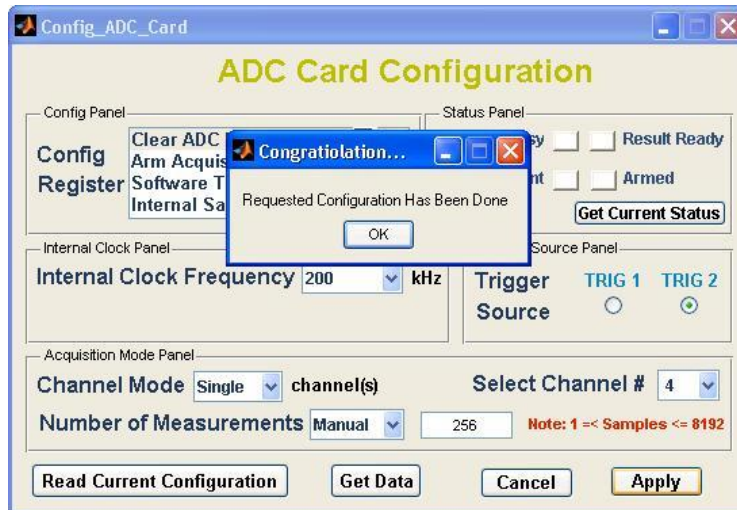 Config_ADC_Card
ADC Card Configuration
Config Panel
Status Panel
Config
Register
Clear ADC
Arm
Software
Internal
Congratiolation...
Requested Configuration Has Been Done
OK
Result Ready
Armed
Get Current Status
Internal Clock Panel
Source Panel
Internal Clock Frequency 200 kHz
Trigger
Source
TRIG 1 TRIG 2
Acquisition Mode Panel
Channel Mode Single channel(s)
Select Channel # 4
Number of Measurements Manual 256 Note: 1 =< Samples <= 8192
Read Current Configuration Get Data Cancel Apply